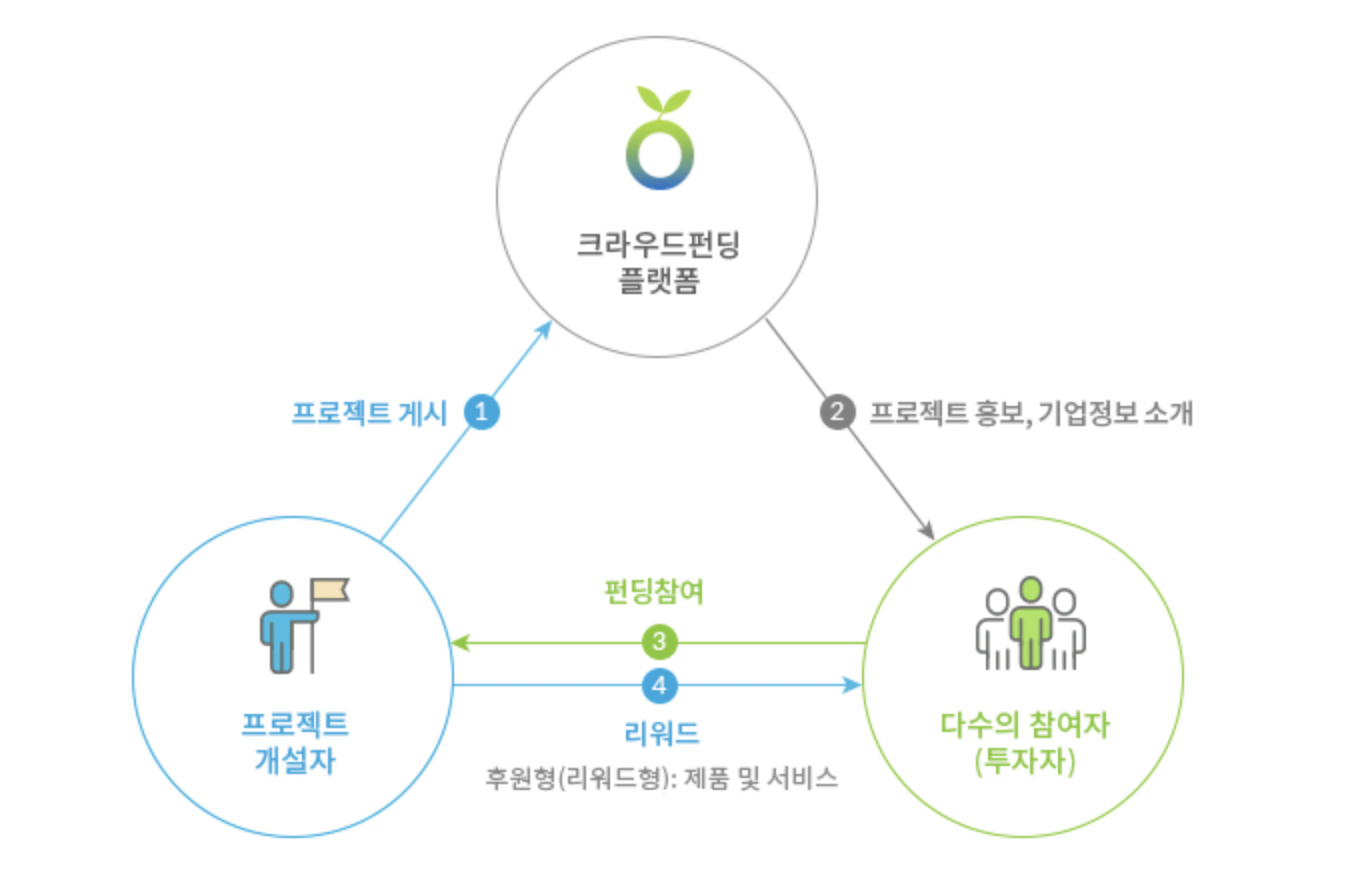 크라우드펀딩
플랫폼
프로젝트 게시 1
2 프로젝트 홍보, 기업정보 소개
펀딩참여
3
4
리워드
후원형(리워드형): 제품 및 서비스
프로젝트
개설자
다수의 참여자
(투자자)